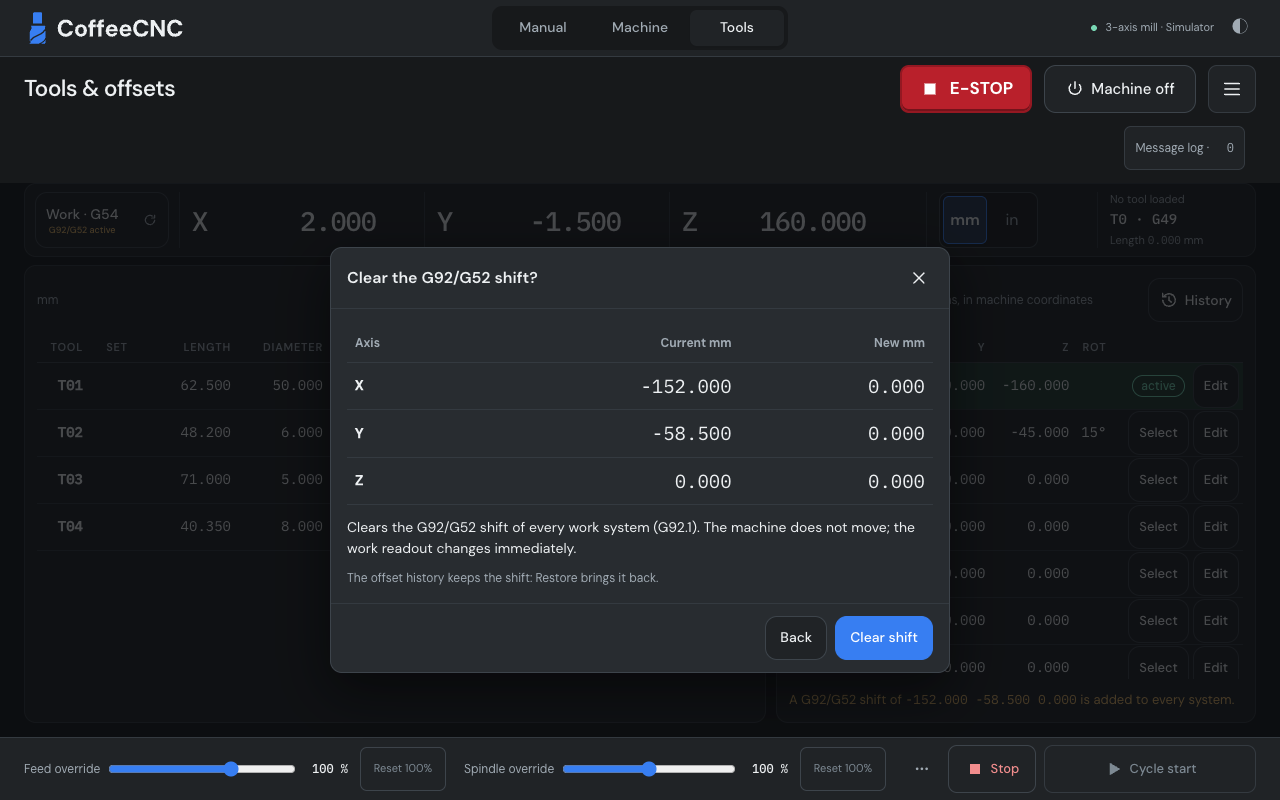 CoffeeCNC
Manual Machine Tools
3-axis mill · Simulator
Tools & offsets
E-STOP
Machine off
Message log · 0
Work · G54
G92/G52 active
X 2.000
Y -1.500
Z 160.000
mm in
No tool loaded
T0 · G49
Length 0.000 mm
mm
s, in machine coordinates
History
TOOL SET LENGTH DIAMETER
Y Z ROT
T01 62.500 50.000
.000 -160.000 active Edit
T02 48.200 6.000
.000 -45.000 15° Select Edit
T03 71.000 5.000
.000 0.000 Select Edit
T04 40.350 8.000
.000 0.000 Select Edit
.000 0.000 Select Edit
.000 0.000 Select Edit
.000 0.000 Select Edit
A G92/G52 shift of -152.000 -58.500 0.000 is added to every system.
Clear the G92/G52 shift?
Axis Current mm New mm
X -152.000 0.000
Y -58.500 0.000
Z 0.000 0.000
Clears the G92/G52 shift of every work system (G92.1). The machine does not move; the
work readout changes immediately.
The offset history keeps the shift: Restore brings it back.
Back
Clear shift
Feed override 100 % Reset 100%
Spindle override 100 % Reset 100%
Stop
Cycle start